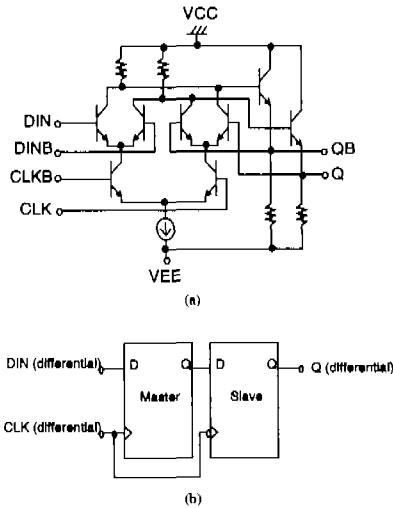 VCC
DIN
DINB
CLKB
CLK
QB
Q
VEE
(a)
DIN (differential)
D Q
Master
D Q
Slave
Q (differential)
CLK (differential)
(b)